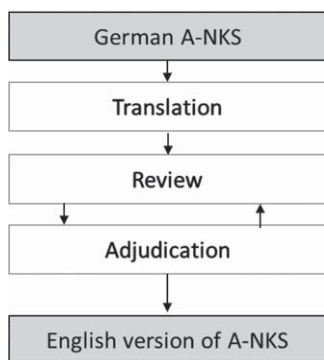 German A-NKS
Translation
Review
Adjudication
English version of A-NKS